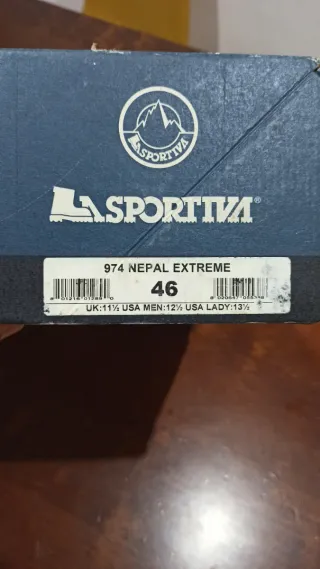 LA SPORTIVA
LA SPORTIVA®
974 NEPAL EXTREME
46
UK:11½ USA MEN:12½ USA LADY:13½